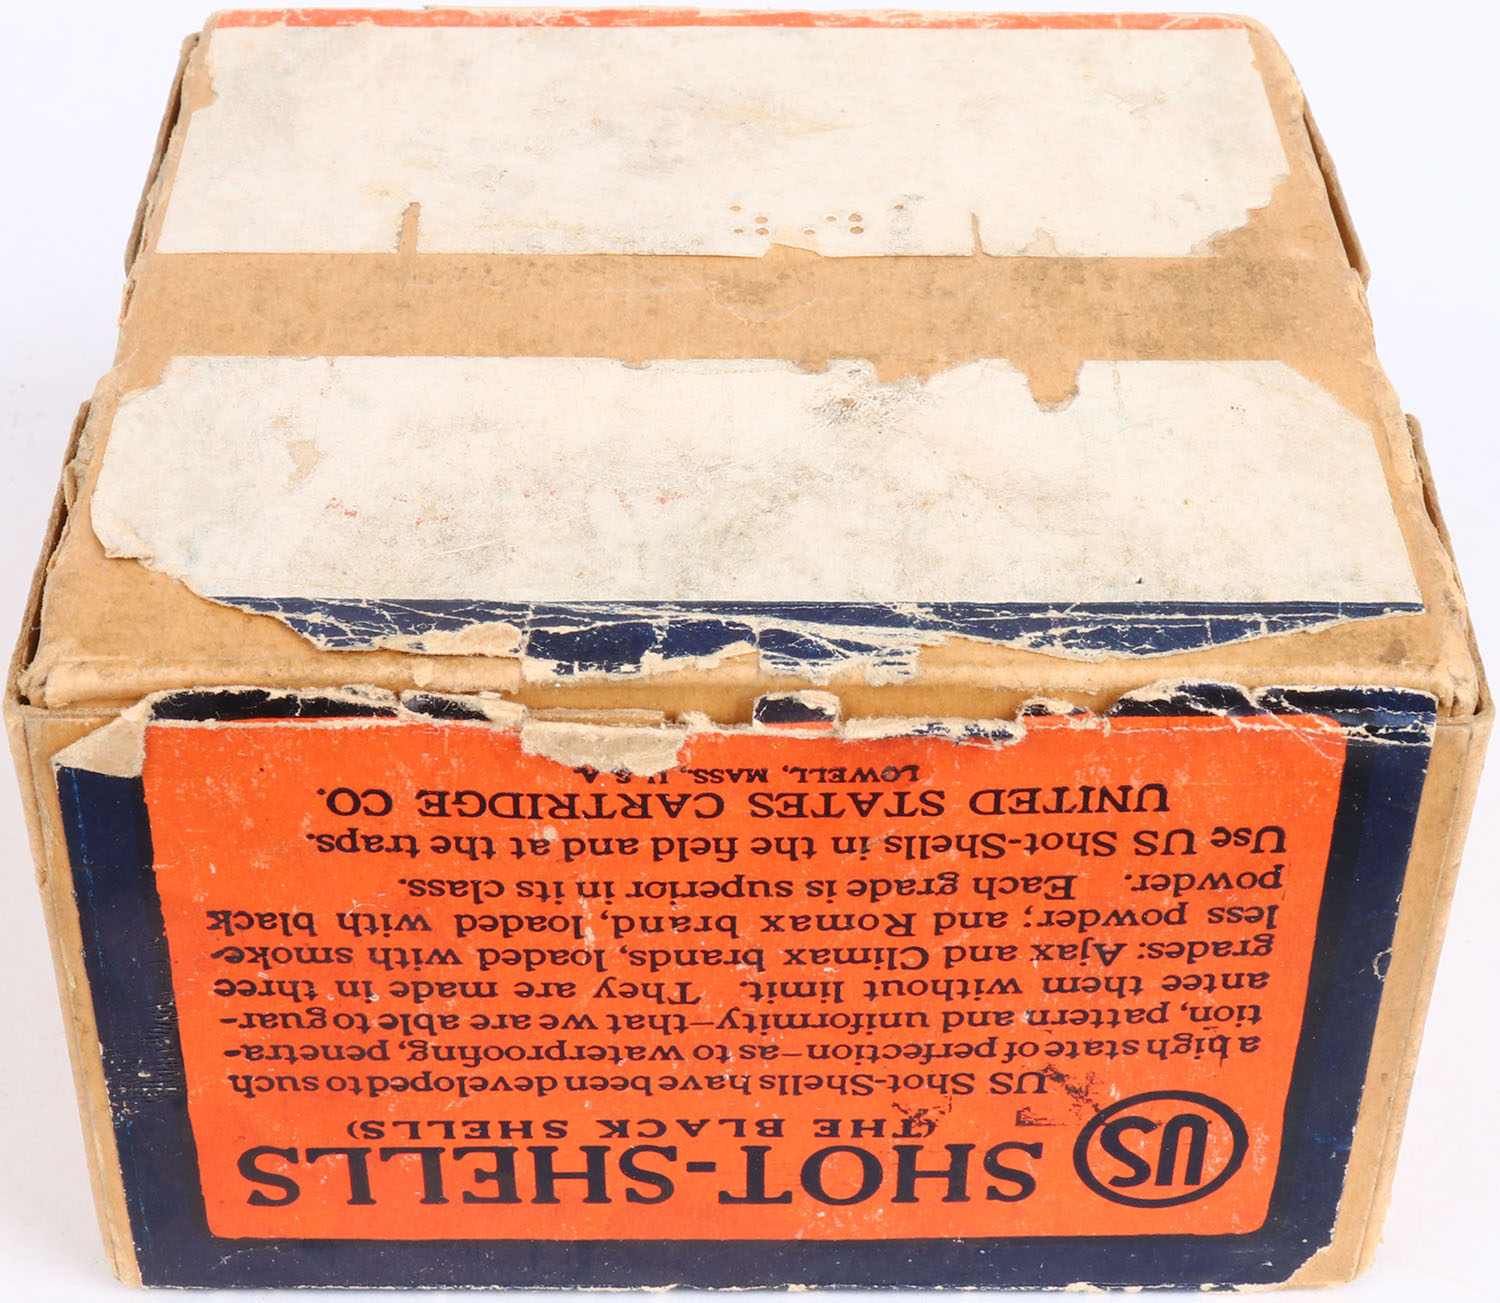 US SHOT-SHELLS
(THE BLACK SHELLS)
US Shot-Shells have been developed to such
a high state of perfection—as to waterproofing, penetra-
tion, pattern and uniformity—that we are able to guar-
antee them without limit. They are made in three
grades: Ajax and Climax brands, loaded with smoke-
less powder; and Romax brand, loaded with black
powder. Each grade is superior in its class.
Use US Shot-Shells in the field and at the traps.
UNITED STATES CARTRIDGE CO.
LOWELL, MASS., U.S.A.